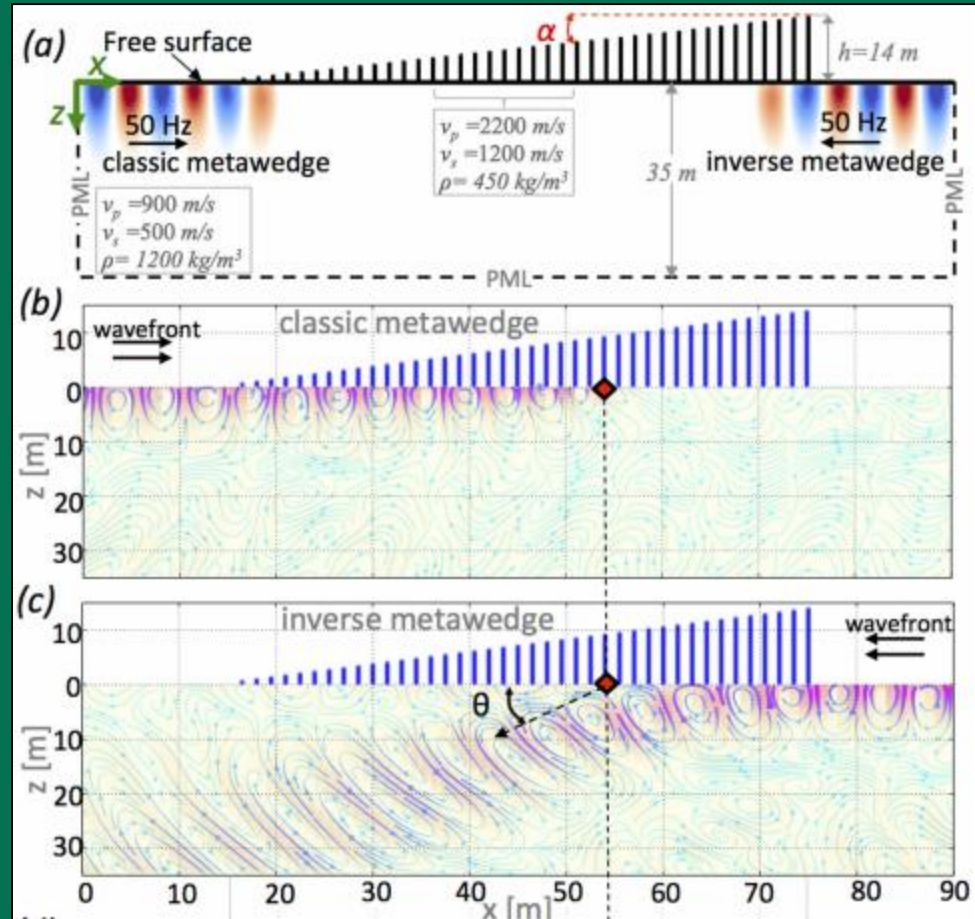 (a)
Free surface
α
h=14 m
X
Z
50 Hz
classic metawedge
v_p =2200 m/s
v_s =1200 m/s
ρ= 450 kg/m³
50 Hz
inverse metawedge
35 m
PML
PML
v_p =900 m/s
v_s =500 m/s
ρ= 1200 kg/m³
PML
(b)
wavefront
classic metawedge
10
0
10
20
30
z [m]
(c)
inverse metawedge
wavefront
θ
10
0
10
20
30
z [m]
0 10 20 30 40 50 60 70 80 90
x [m]